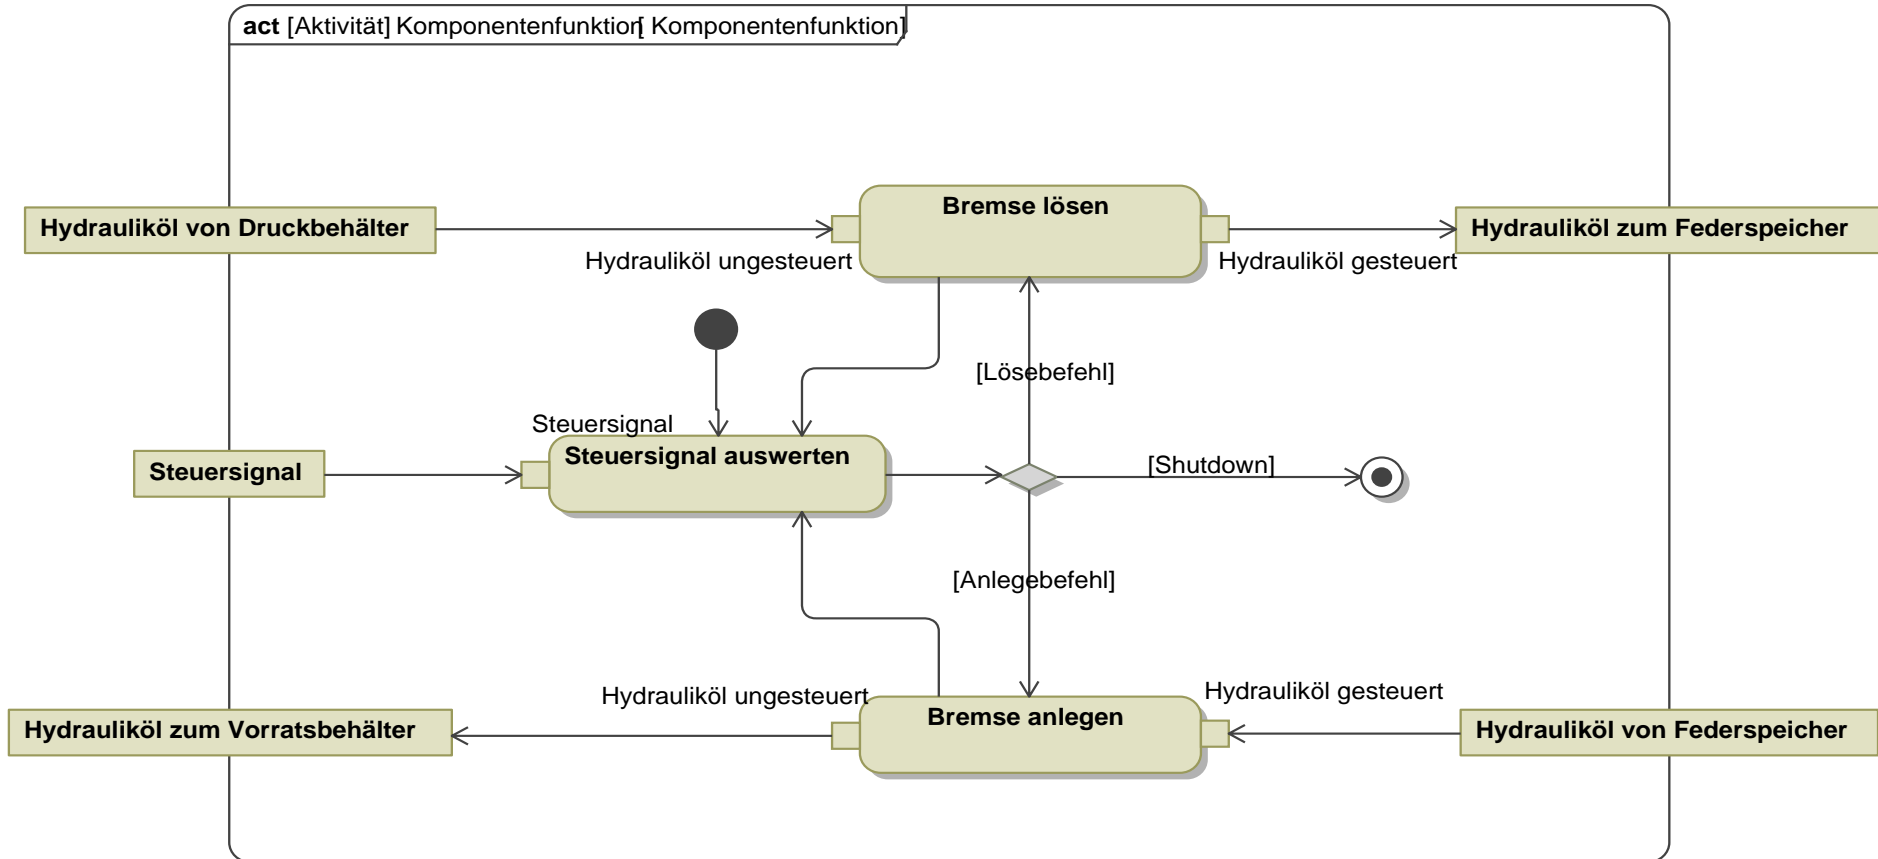 act [Aktivität] Komponentenfunktion[ Komponentenfunktion]
Bremse lösen
Hydrauliköl von Druckbehälter
Hydrauliköl zum Federspeicher
Hydrauliköl ungesteuert
Hydrauliköl gesteuert
[Lösebefehl]
Steuersignal
Steuersignal auswerten
[Shutdown]
Steuersignal
[Anlegebefehl]
Hydrauliköl ungesteuert
Hydrauliköl gesteuert
Bremse anlegen
Hydrauliköl zum Vorratsbehälter
Hydrauliköl von Federspeicher